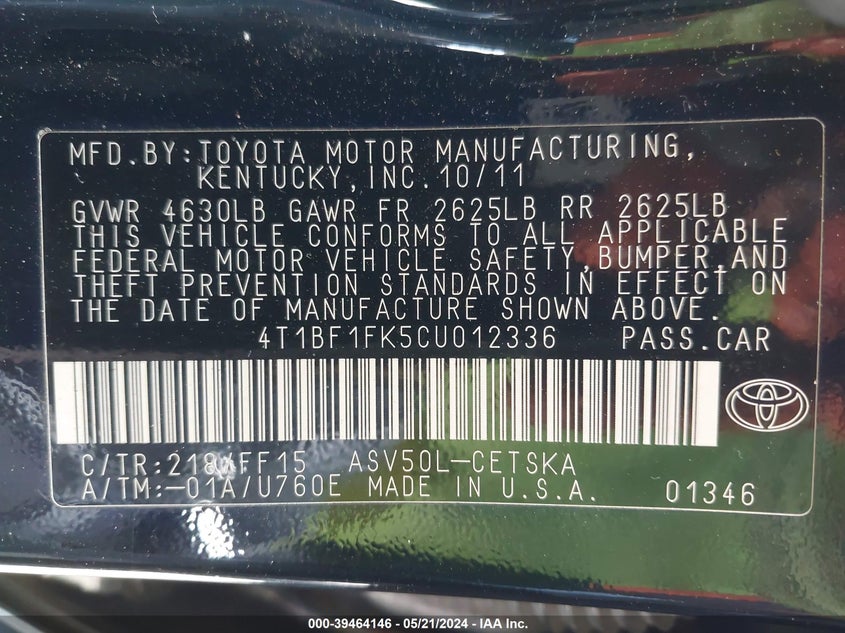 MFD.BY:TOYOTA MOTOR MANUFACTURING,
KENTUCKY,INC.10/11
GVWR 4630LB GAWR FR 2625LB RR 2625LB
THIS VEHICLE CONFORMS TO ALL APPLICABLE
FEDERAL MOTOR VEHICLE SAFETY,BUMPER,AND
THEFT PREVENTION STANDARDS IN EFFECT ON
THE DATE OF MANUFACTURE SHOWN ABOVE.
4T1BF1FK5CU012336 PASS.CAR
C/TR: FF15 ASV50L-CETSKA
A/TM:-01A/U760E MADE IN U.S.A. 01346
000-39464146 - 05/21/2024 - IAA Inc.